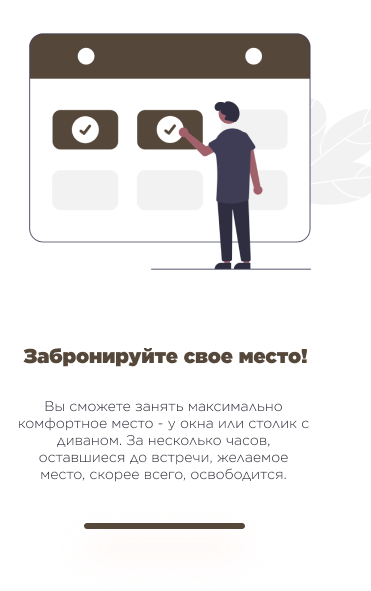 Забронируйте свое место!
Вы сможете занять максимально
комфортное место - у окна или столик с
диваном. За несколько часов,
оставшиеся до встречи, желаемое
место, скорее всего, освободится.